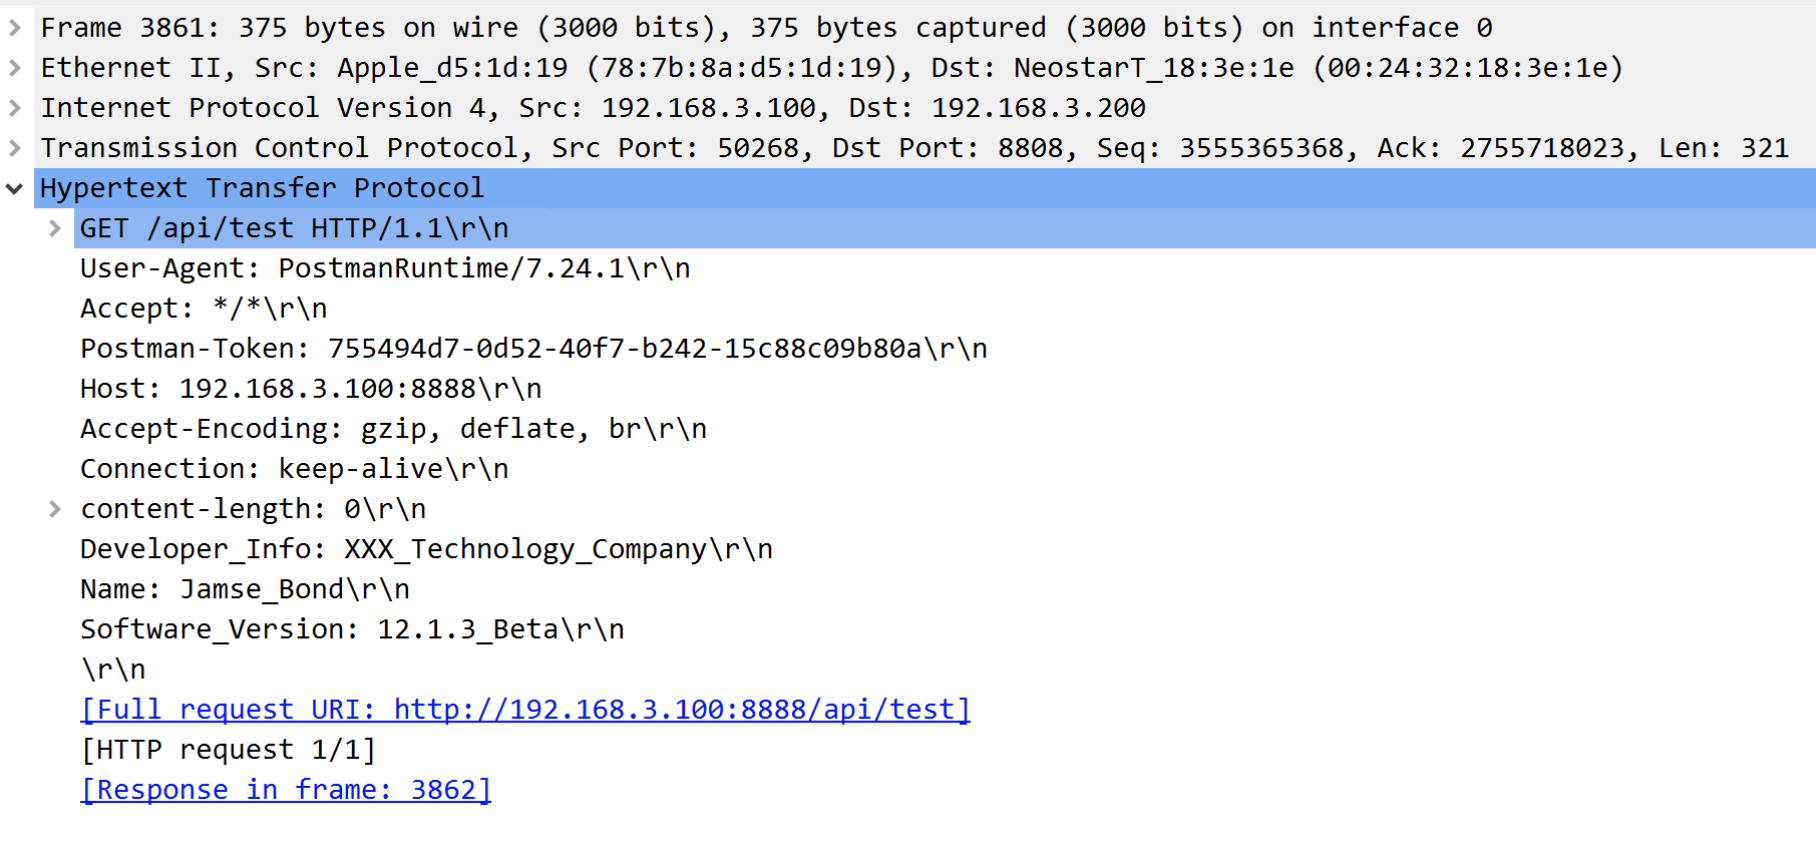 Frame 3861: 375 bytes on wire (3000 bits), 375 bytes captured (3000 bits) on interface 0
Ethernet II, Src: Apple_d5:1d:19 (78:7b:8a:d5:1d:19), Dst: NeostarT_18:3e:1e (00:24:32:18:3e:1e)
Internet Protocol Version 4, Src: 192.168.3.100, Dst: 192.168.3.200
Transmission Control Protocol, Src Port: 50268, Dst Port: 8808, Seq: 3555365368, Ack: 2755718023, Len: 321
Hypertext Transfer Protocol
GET /api/test HTTP/1.1\r\n
User-Agent: PostmanRuntime/7.24.1\r\n
Accept: */*\r\n
Postman-Token: 755494d7-0d52-40f7-b242-15c88c09b80a\r\n
Host: 192.168.3.100:8888\r\n
Accept-Encoding: gzip, deflate, br\r\n
Connection: keep-alive\r\n
content-length: 0\r\n
Developer_Info: XXX_Technology_Company\r\n
Name: Jamse_Bond\r\n
Software_Version: 12.1.3_Beta\r\n
\r\n
[Full request URI: http://192.168.3.100:8888/api/test]
[HTTP request 1/1]
[Response in frame: 3862]